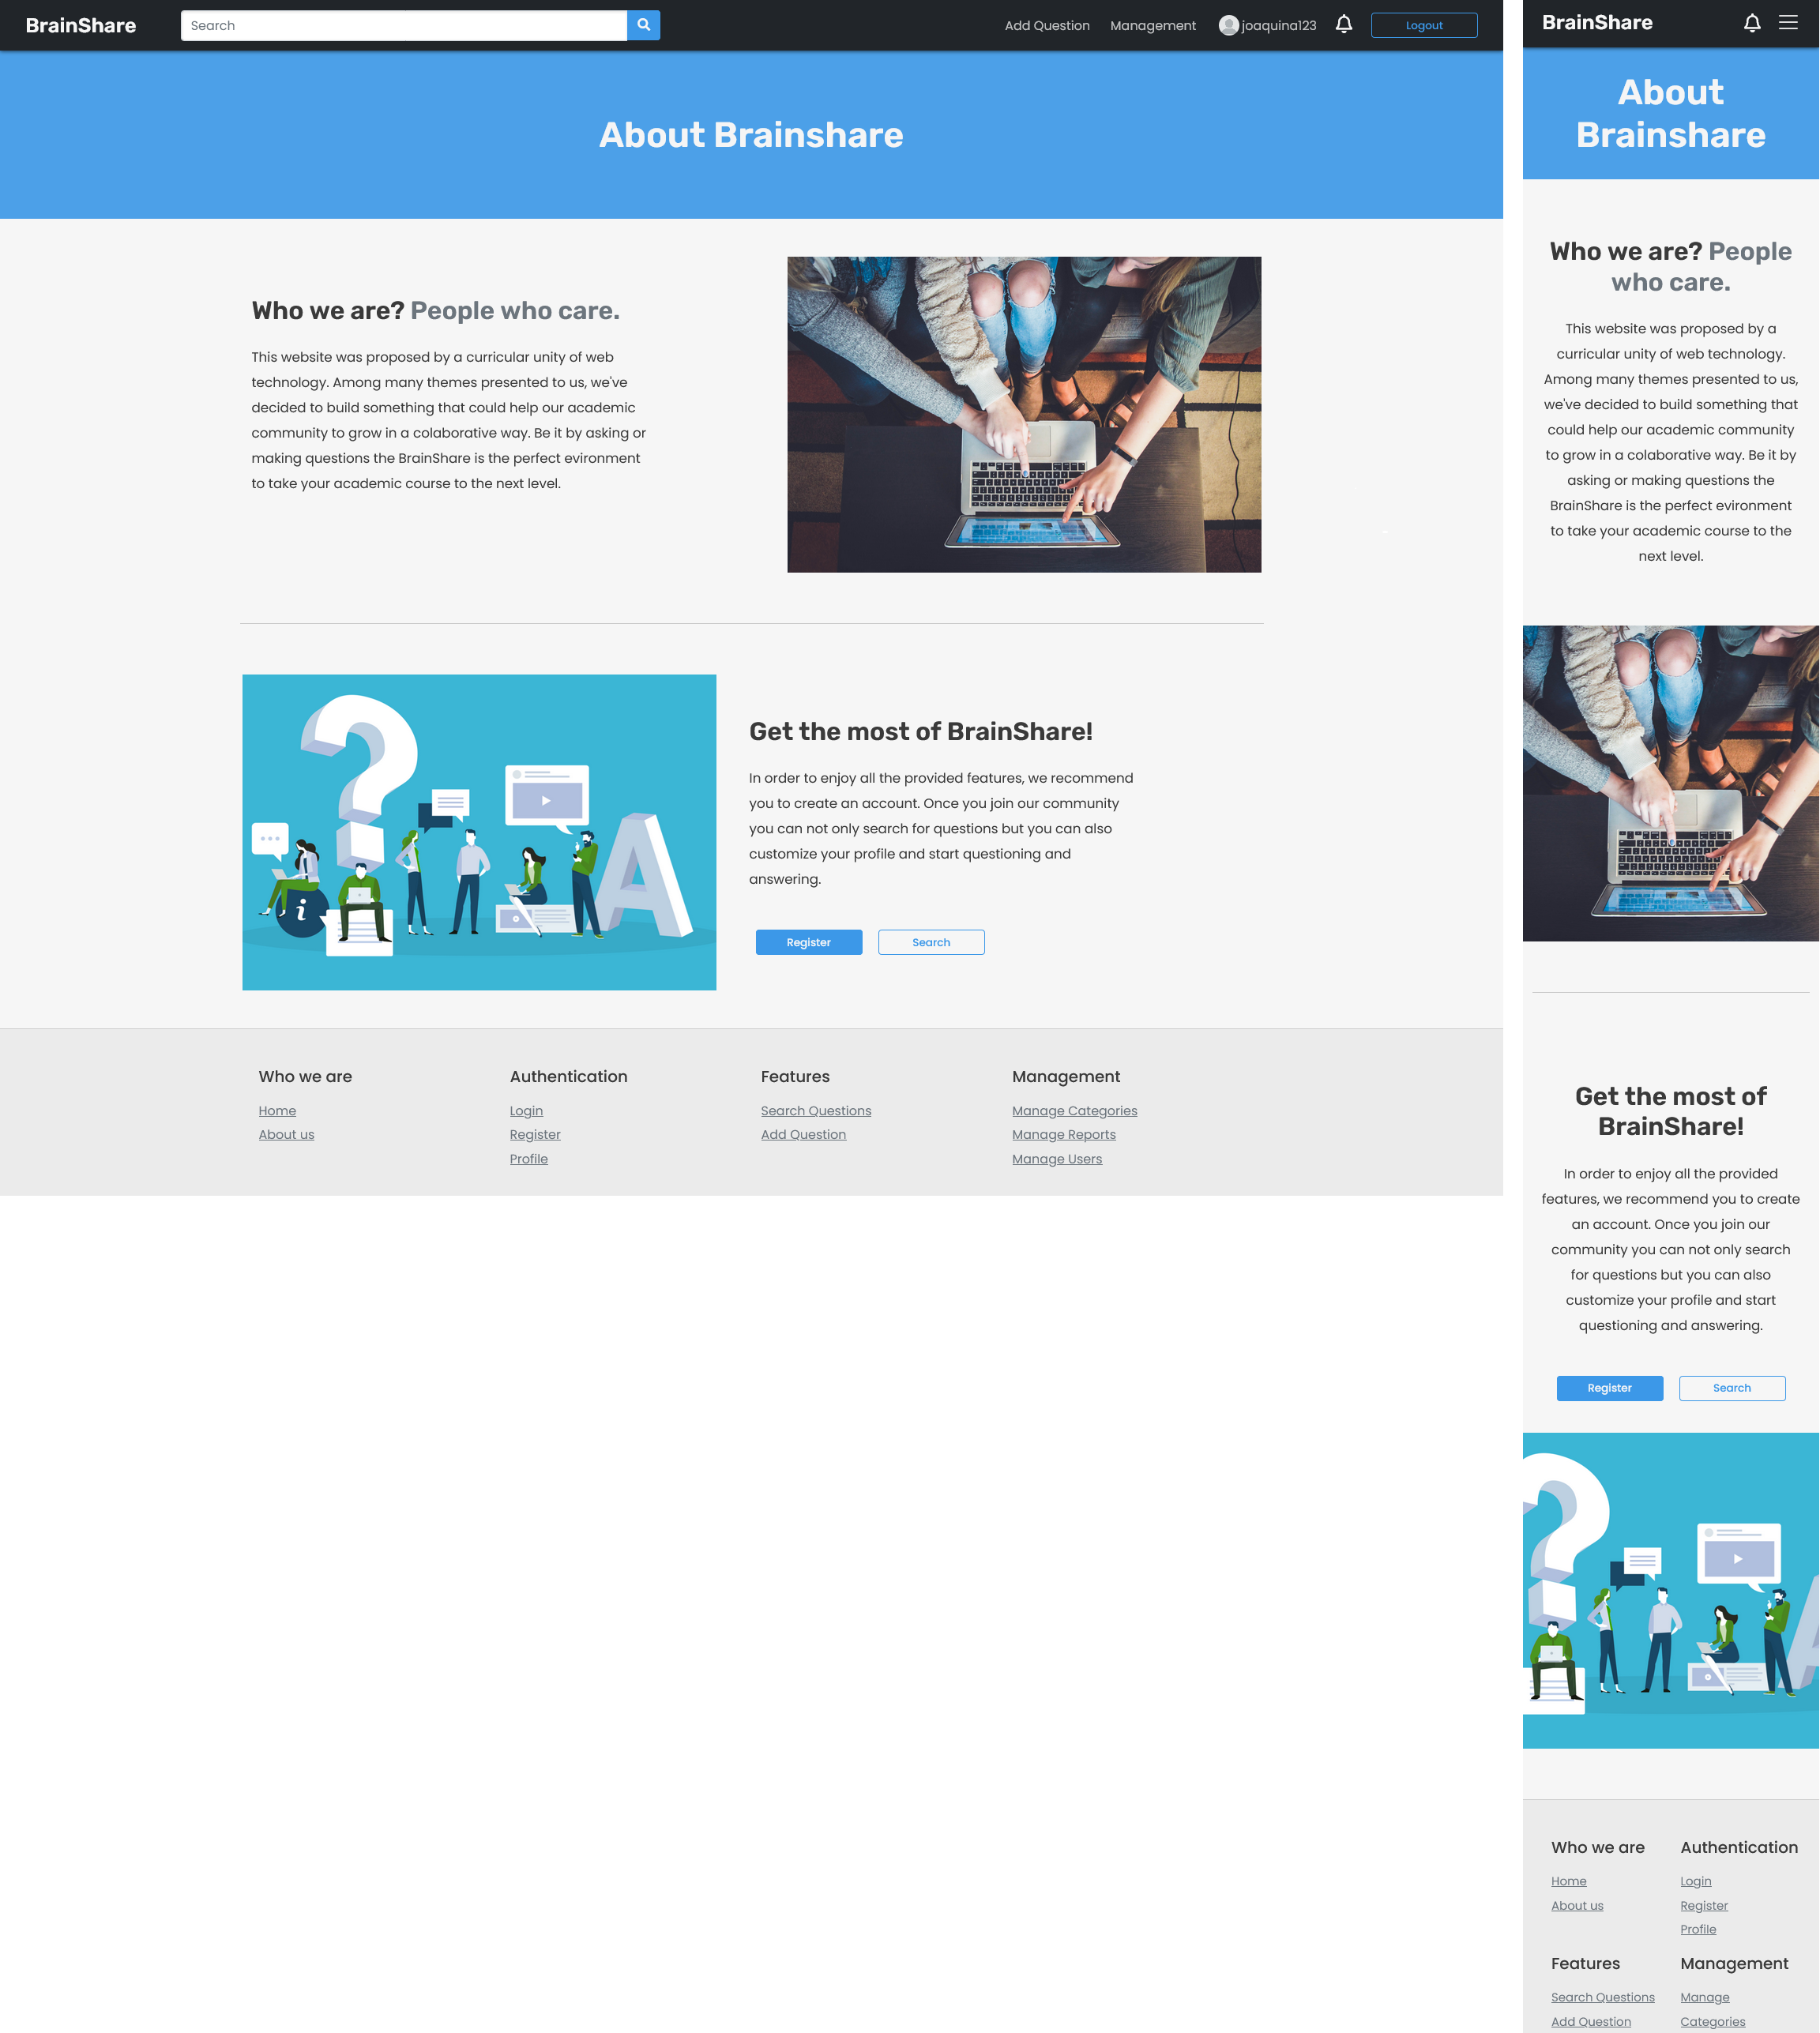 BrainShare
Search
Add Question
Management
joaquina123
Logout
About Brainshare
Who we are? People who care.
This website was proposed by a curricular unity of web
technology. Among many themes presented to us, we've
decided to build something that could help our academic
community to grow in a colaborative way. Be it by asking or
making questions the BrainShare is the perfect evironment
to take your academic course to the next level.
i
A
Get the most of BrainShare!
In order to enjoy all the provided features, we recommend
you to create an account. Once you join our community
you can not only search for questions but you can also
customize your profile and start questioning and
answering.
Register
Search
Who we are
Home
About us
Authentication
Login
Register
Profile
Features
Search Questions
Add Question
Management
Manage Categories
Manage Reports
Manage Users
BrainShare
About
Brainshare
Who we are? People
who care.
This website was proposed by a
curricular unity of web technology.
Among many themes presented to us,
we've decided to build something that
could help our academic community
to grow in a colaborative way. Be it by
asking or making questions the
BrainShare is the perfect evironment
to take your academic course to the
next level.
Get the most of
BrainShare!
In order to enjoy all the provided
features, we recommend you to create
an account. Once you join our
community you can not only search
for questions but you can also
customize your profile and start
questioning and answering.
Register
Search
Who we are
Home
About us
Authentication
Login
Register
Profile
Features
Search Questions
Add Question
Management
Manage
Categories